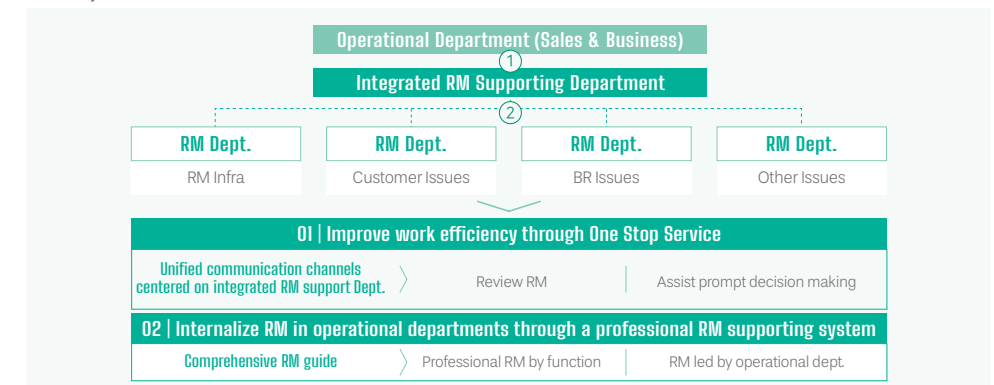 Operational Department (Sales & Business)
1
Integrated RM Supporting Department
2
RM Dept. RM Dept. RM Dept. RM Dept.
RM Infra Customer Issues BR Issues Other Issues
01 | Improve work efficiency through One Stop Service
Unified communication channels
centered on integrated RM support Dept.
Review RM
Assist prompt decision making
02 | Internalize RM in operational departments through a professional RM supporting system
Comprehensive RM guide Professional RM by function RM led by operational dept.